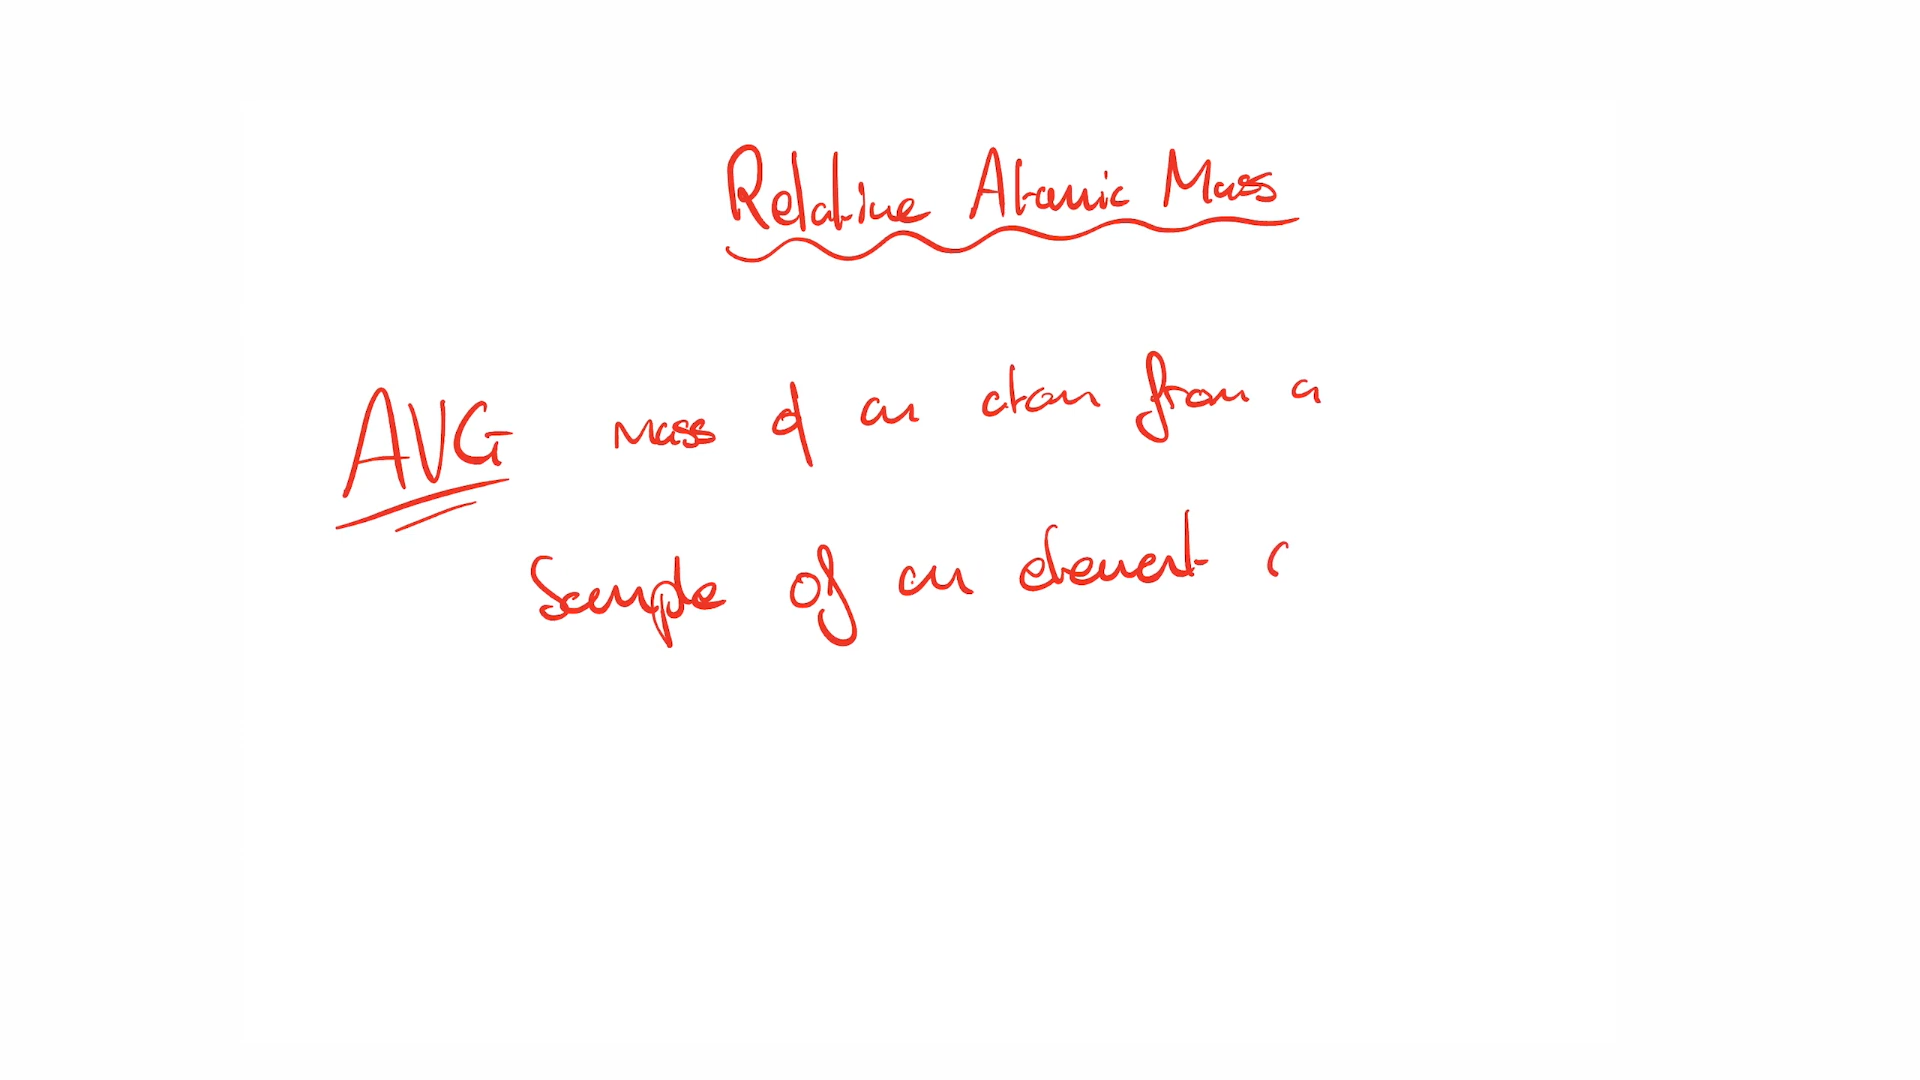 Relative Atomic Mass
AVG mass of an atom from a
Sample of an element c